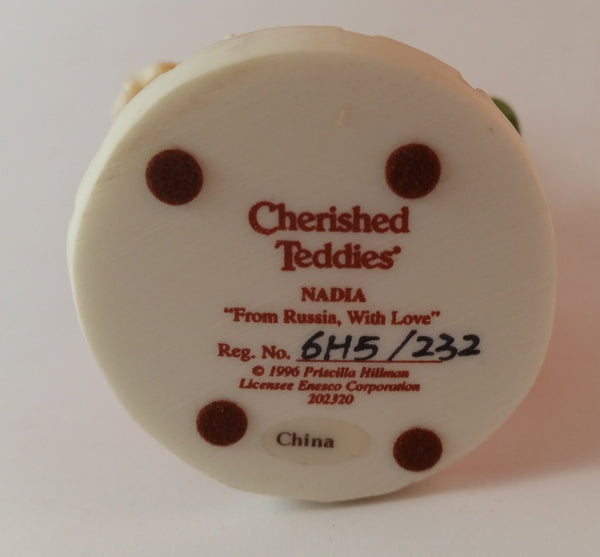 Cherished
Teddies®
NADIA
"From Russia, With Love"
Reg. No. 6H5/232
© 1996 Priscilla Hillman
Licensee Enesco Corporation
202320
China